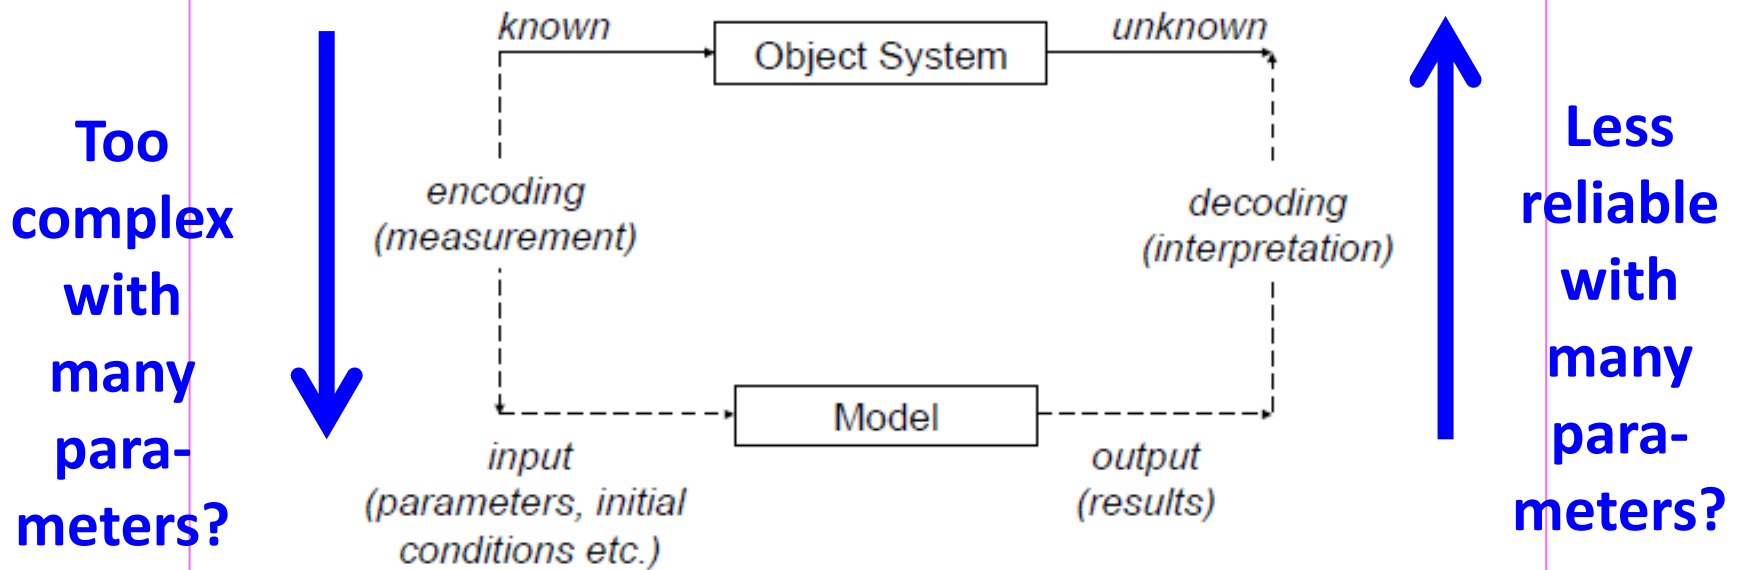 known
Object System
unknown
Too
complex
with
many
para-
meters?
encoding
(measurement)
decoding
(interpretation)
Less
reliable
with
many
para-
meters?
Model
input
(parameters, initial
conditions etc.)
output
(results)